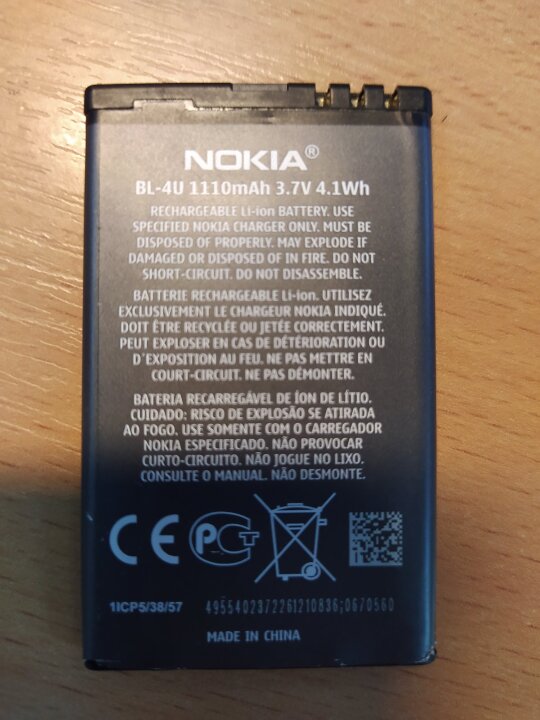 NOKIA®
BL-4U 1110mAh 3.7V 4.1Wh
RECHARGEABLE Li-ion BATTERY. USE
SPECIFIED NOKIA CHARGER ONLY. MUST BE
DISPOSED OF PROPERLY. MAY EXPLODE IF
DAMAGED OR DISPOSED OF IN FIRE. DO NOT
SHORT-CIRCUIT. DO NOT DISASSEMBLE.
BATTERIE RECHARGEABLE Li-ion. UTILISEZ
EXCLUSIVEMENT LE CHARGEUR NOKIA INDIQUÉ.
DOIT ÊTRE RECYCLÉE OU JETÉE CORRECTEMENT.
PEUT EXPLOSER EN CAS DE DÉTÉRIORATION OU
D´EXPOSITION AU FEU. NE PAS METTRE EN
COURT-CIRCUIT. NE PAS DÉMONTER.
BATERIA RECARREGÁVEL DE ÍON DE LÍTIO.
CUIDADO: RISCO DE EXPLOSÃO SE ATIRADA
AO FOGO. USE SOMENTE COM O CARREGADOR
NOKIA ESPECIFICADO. NÃO PROVOCAR
CURTO-CIRCUITO. NÃO JOGUE NO LIXO.
CONSULTE O MANUAL. NÃO DESMONTE.
CE PCT
1ICP5/38/57 4955402372261210836;0670560
MADE IN CHINA